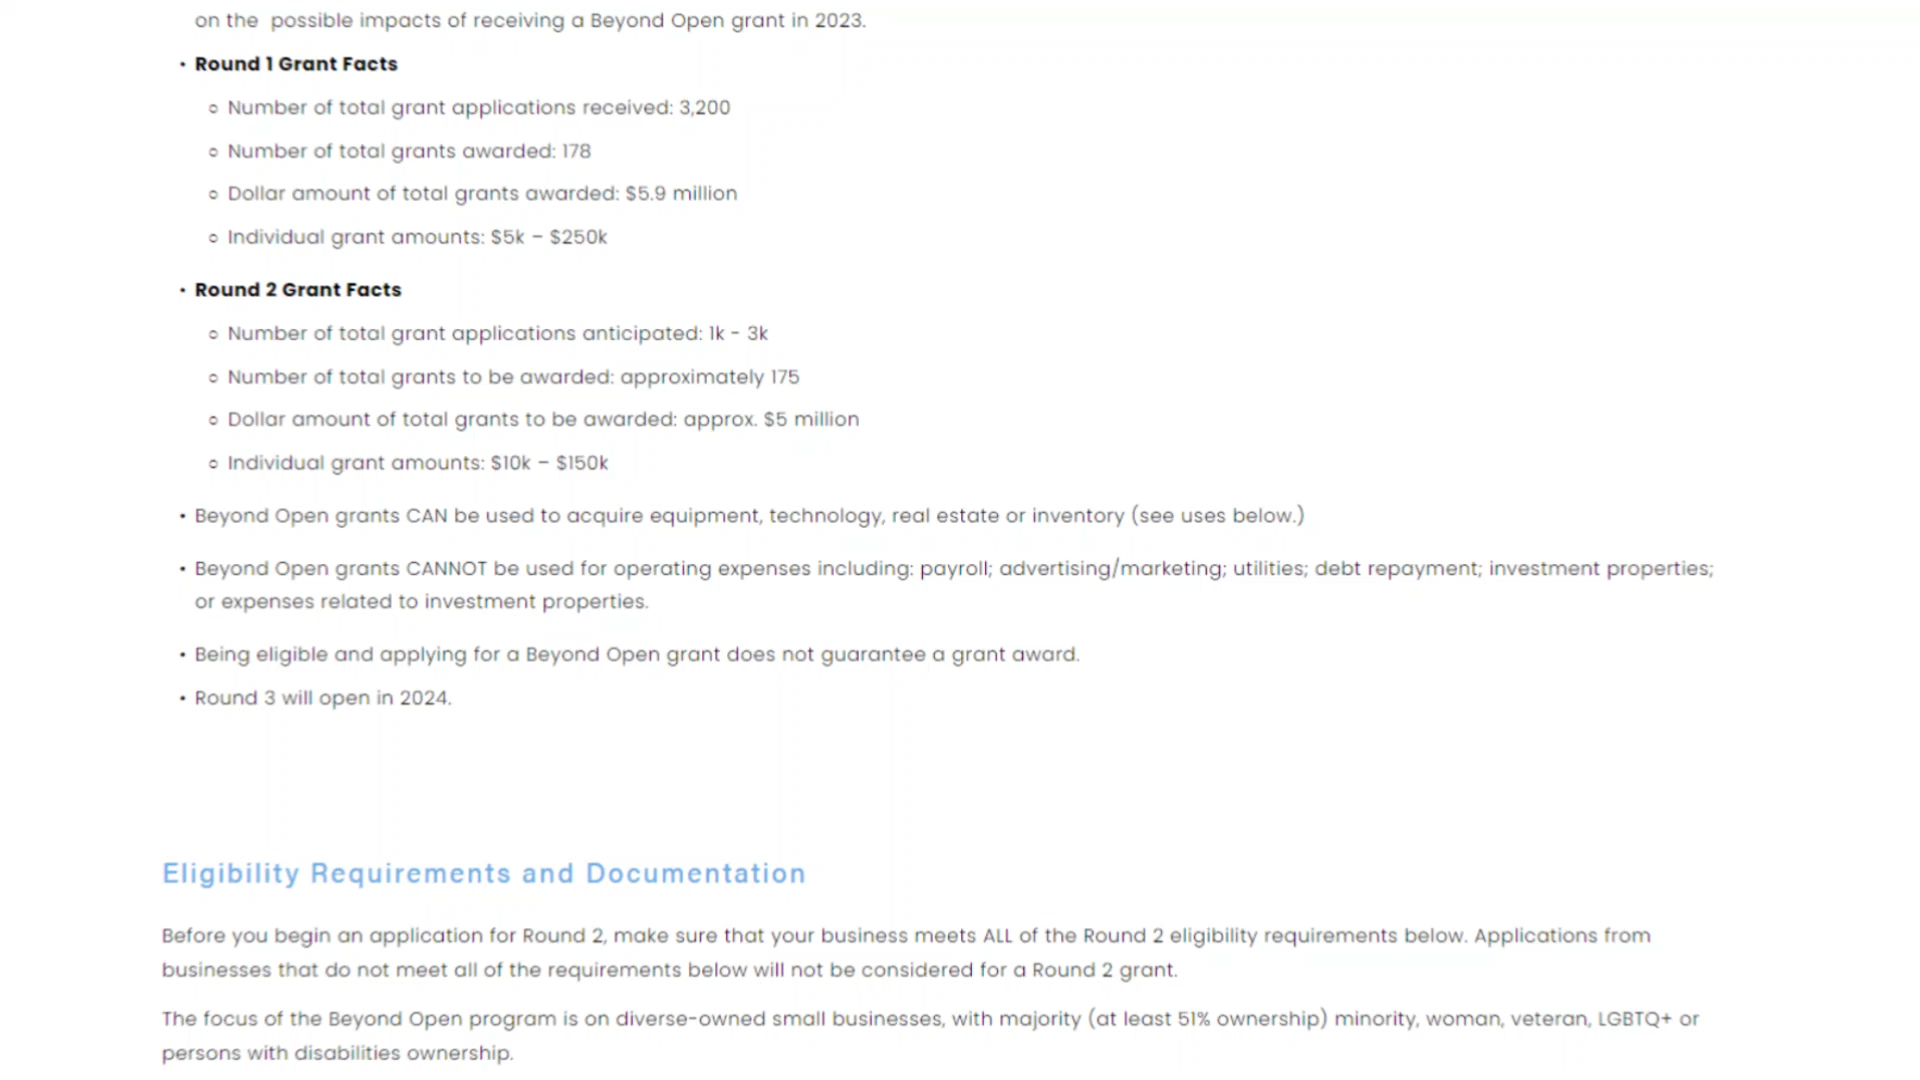 on the possible impacts of receiving a Beyond Open grant in 2023.
• Round 1 Grant Facts
○ Number of total grant applications received: 3,200
○ Number of total grants awarded: 178
○ Dollar amount of total grants awarded: $5.9 million
○ Individual grant amounts: $5k – $250k
• Round 2 Grant Facts
○ Number of total grant applications anticipated: 1k - 3k
○ Number of total grants to be awarded: approximately 175
○ Dollar amount of total grants to be awarded: approx. $5 million
○ Individual grant amounts: $10k – $150k
• Beyond Open grants CAN be used to acquire equipment, technology, real estate or inventory (see uses below.)
• Beyond Open grants CANNOT be used for operating expenses including: payroll; advertising/marketing; utilities; debt repayment; investment properties;
or expenses related to investment properties.
• Being eligible and applying for a Beyond Open grant does not guarantee a grant award.
• Round 3 will open in 2024.
Eligibility Requirements and Documentation
Before you begin an application for Round 2, make sure that your business meets ALL of the Round 2 eligibility requirements below. Applications from
businesses that do not meet all of the requirements below will not be considered for a Round 2 grant.
The focus of the Beyond Open program is on diverse-owned small businesses, with majority (at least 51% ownership) minority, woman, veteran, LGBTQ+ or
persons with disabilities ownership.